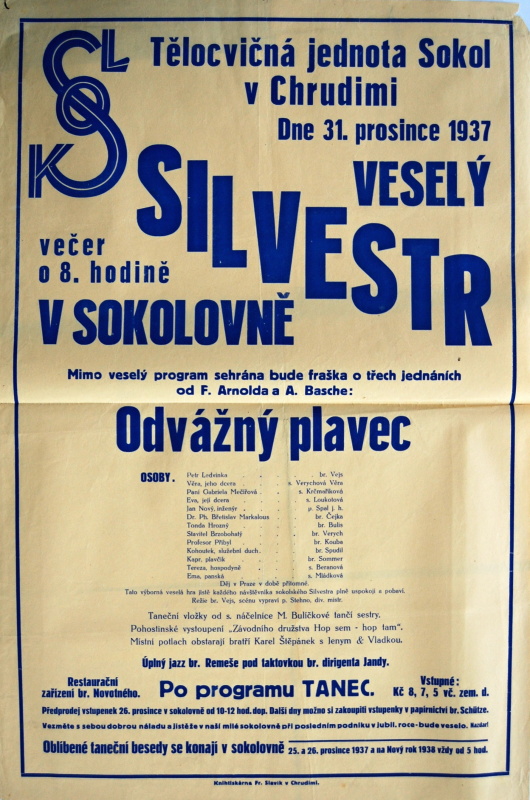 SOKOL
Tělocvičná jednota Sokol
v Chrudimi
Dne 31. prosince 1937
VESELÝ
SILVESTR
večer
o 8. hodině
V SOKOLOVNĚ
Mimo veselý program sehrána bude fraška o třech jednáních
od F. Arnolda a A. Basche:
Odvážný plavec
OSOBY.
Petr Ledvinka . . . . br. Vejs
Věra, jeho dcera . . . s. Verychová Věra
Paní Gabriela Mečířová . . . s. Krčmaříková
Eva, její dcera . . . s. Loukotová
Jan Nový, inženýr . . . p. Špal j. h.
Dr. Ph. Břetislav Markalous . . br. Čejka
Tonda Hrozný . . . br. Bulis
Stavitel Brzobohatý . . . br. Verych
Profesor Přibyl . . . br. Kouba
Kohoutek, služební duch . . . br. Spudil
Kapr, plavčík . . . br. Sommer
Tereza, hospodyně . . . s. Beranová
Ema, panská . . . s. Mládková
Děj v Praze v době přítomné.
Tato výborná veselá hra jistě každého návštěvníka sokolského Silvestra plně uspokojí a pobaví.
Režie br. Vejs, scénu vypraví p. Stehno, div. mistr.
Taneční vložky od s. náčelnice M. Bulíčkové tančí sestry.
Pohostinské vystoupení „Závodního družstva Hop sem - hop tam".
Místní potlach obstarají bratří Karel Štěpánek s Jenym & Vladkou.
Úplný jazz br. Remeše pod taktovkou br. dirigenta Jandy.
Restaurační
zařízení br. Novotného.
Po programu TANEC.
Vstupné:
Kč 8, 7, 5 vč. zem. d.
Předprodej vstupenek 26. prosince v sokolovně od 10-12 hod. dop. Další dny možno si zakoupiti vstupenky v papírnictví br. Schütze.
Vezměte s sebou dobrou náladu a jistě že v naší milé sokolovně při posledním podniku v jubil. roce - bude veselo. Nazdar!
Oblíbené taneční besedy se konají v sokolovně 25. a 26. prosince 1937 a na Nový rok 1938 vždy od 5 hod.
Knihtiskárna Fr. Slavík v Chrudimi.